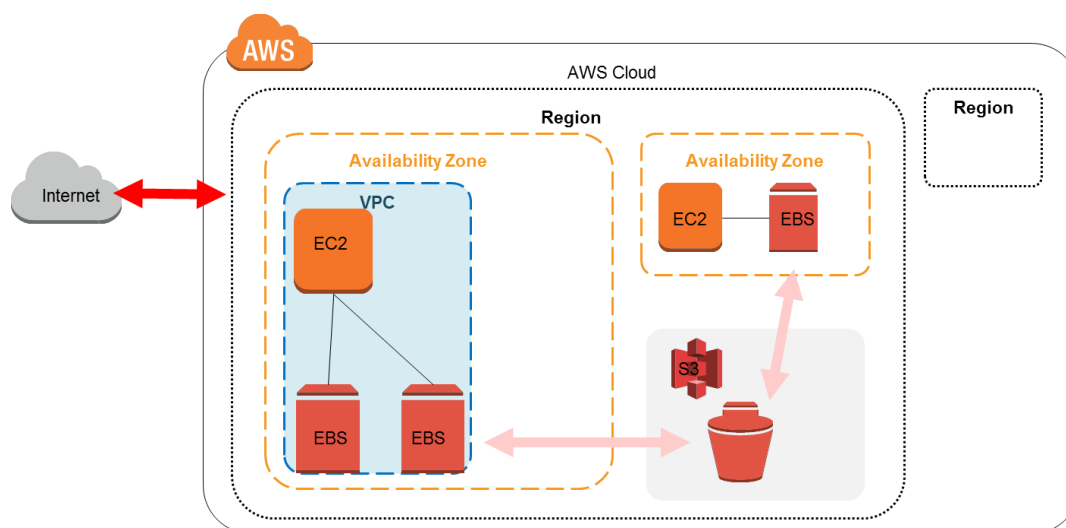 AWS
AWS Cloud
Region
Region
Availability Zone
Availability Zone
Internet
VPC
EC2
EC2
EBS
S3
EBS
EBS